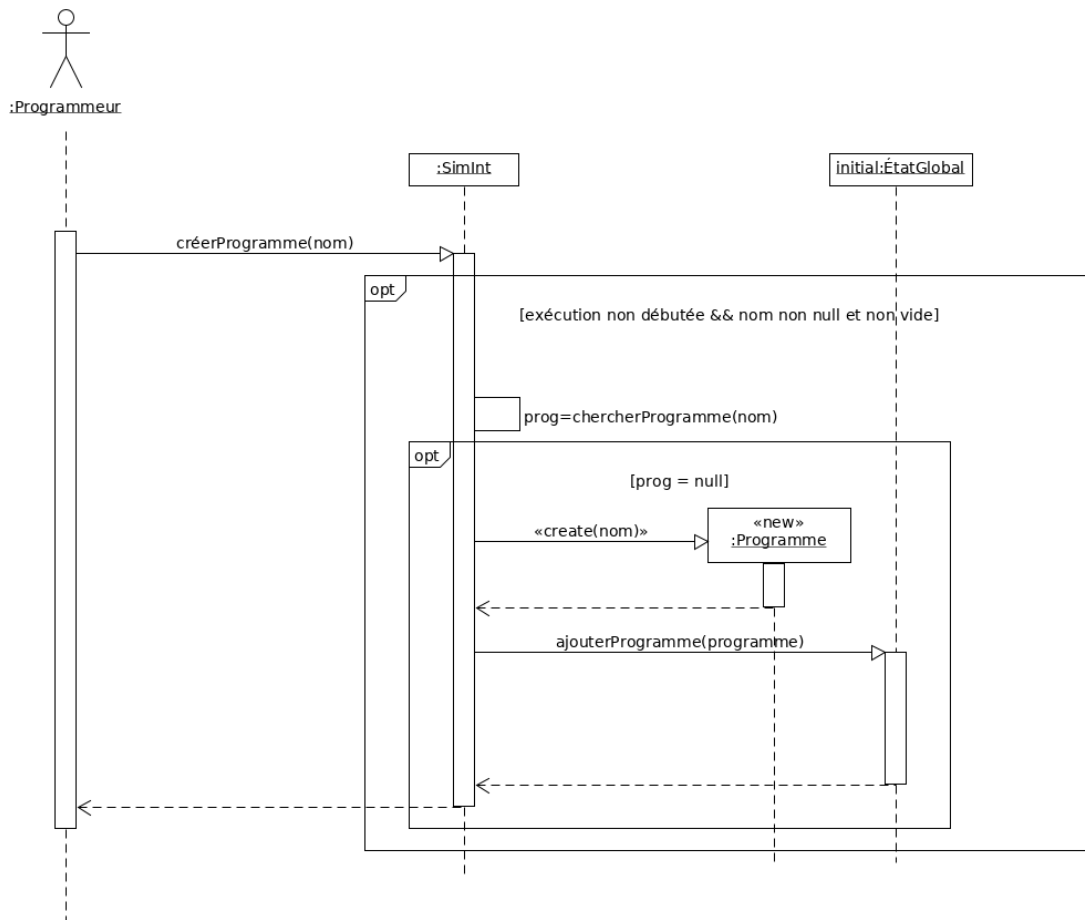 :Programmeur
:SimInt
initial:ÉtatGlobal
créerProgramme(nom)
opt
[exécution non débutée && nom non null et non vide]
prog=chercherProgramme(nom)
opt
[prog = null]
«create(nom)»
«new»
:Programme
ajouterProgramme(programme)